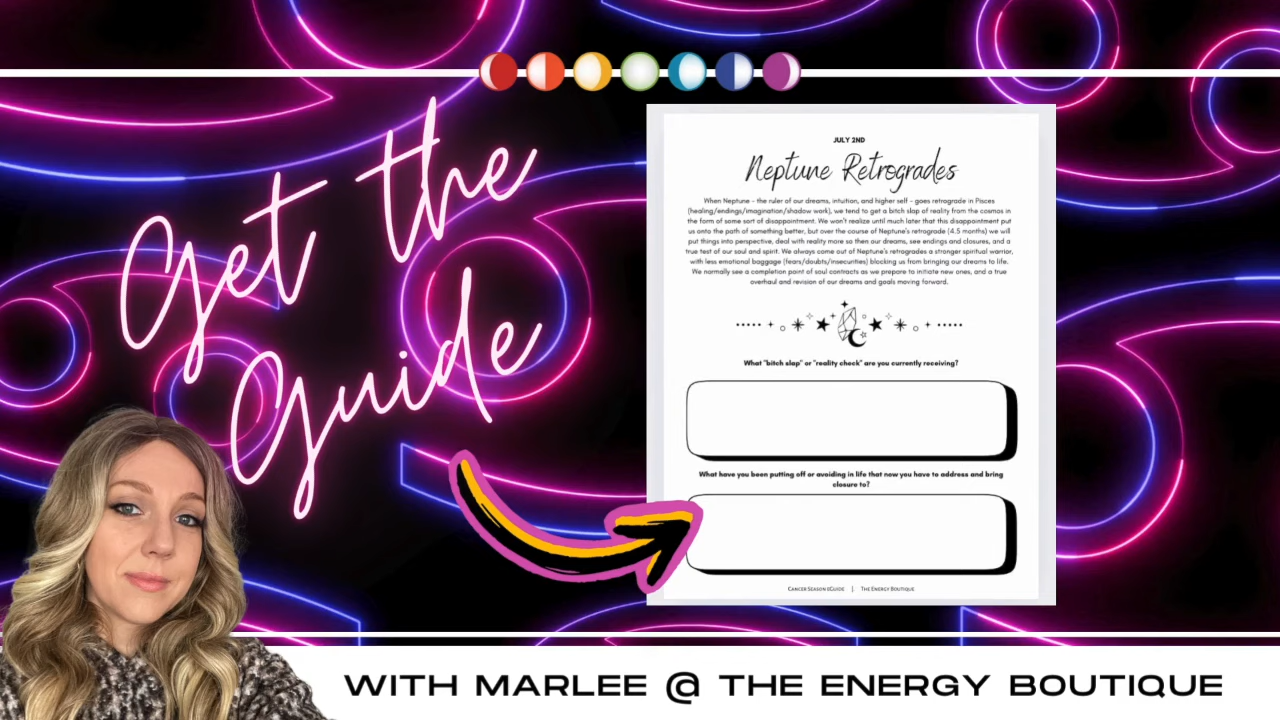 Get the
Guide
JULY 2ND
Neptune Retrogrades
When Neptune - the ruler of our dreams, intuition, and higher self - goes retrograde in Pisces
(healing/endings/imagination/shadow work), we tend to get a bitch slap of reality from the cosmos in
the form of some sort of disappointment. We won't realize until much later that this disappointment put
us onto the path of something better, but over the course of Neptune's retrograde (4.5 months) we will
put things into perspective, deal with reality more so then our dreams, see endings and closures, and a
true test of our soul and spirit. We always come out of Neptune's retrogrades a stronger spiritual warrior,
with less emotional baggage (fears/doubts/insecurities) blocking us from bringing our dreams to life.
We normally see a completion point of soul contracts as we prepare to initiate new ones, and a true
overhaul and revision of our dreams and goals moving forward.
What "bitch slap" or "reality check" are you currently receiving?
What have you been putting off or avoiding in life that now you have to address and bring
closure to?
CANCER SEASON EGUIDE | THE ENERGY BOUTIQUE
WITH MARLEE @ THE ENERGY BOUTIQUE